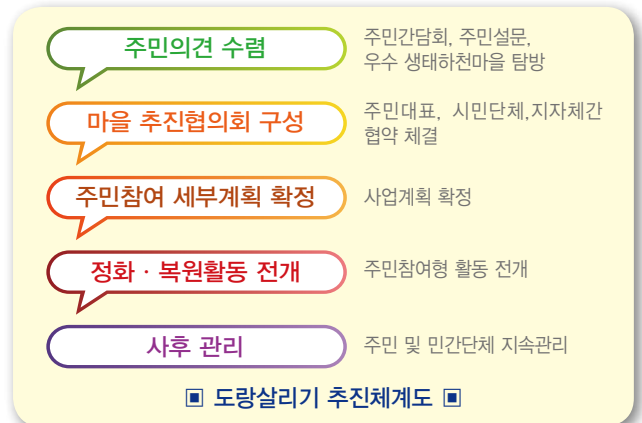 주민의견 수렴
주민간담회, 주민설문,
우수 생태하천마을 탐방
마을 추진협의회 구성
주민대표, 시민단체,지자체간
협약 체결
주민참여 세부계획 확정
사업계획 확정
정화 · 복원활동 전개
주민참여형 활동 전개
사후 관리
주민 및 민간단체 지속관리
▣ 도랑살리기 추진체계도 ▣